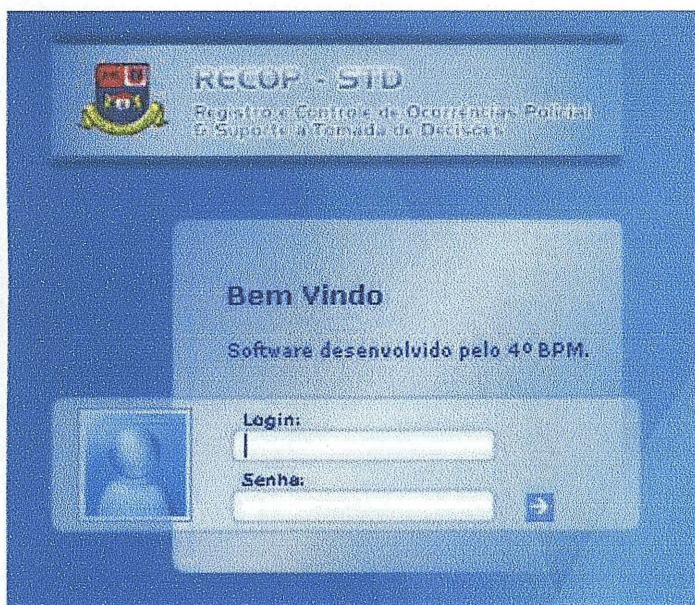 RECOP - STD
Registro e Controle de Ocorrências Policial
& Suporte a Tomada de Decisões
Bem Vindo
Software desenvolvido pelo 4º BPM.
Login:
Senha: